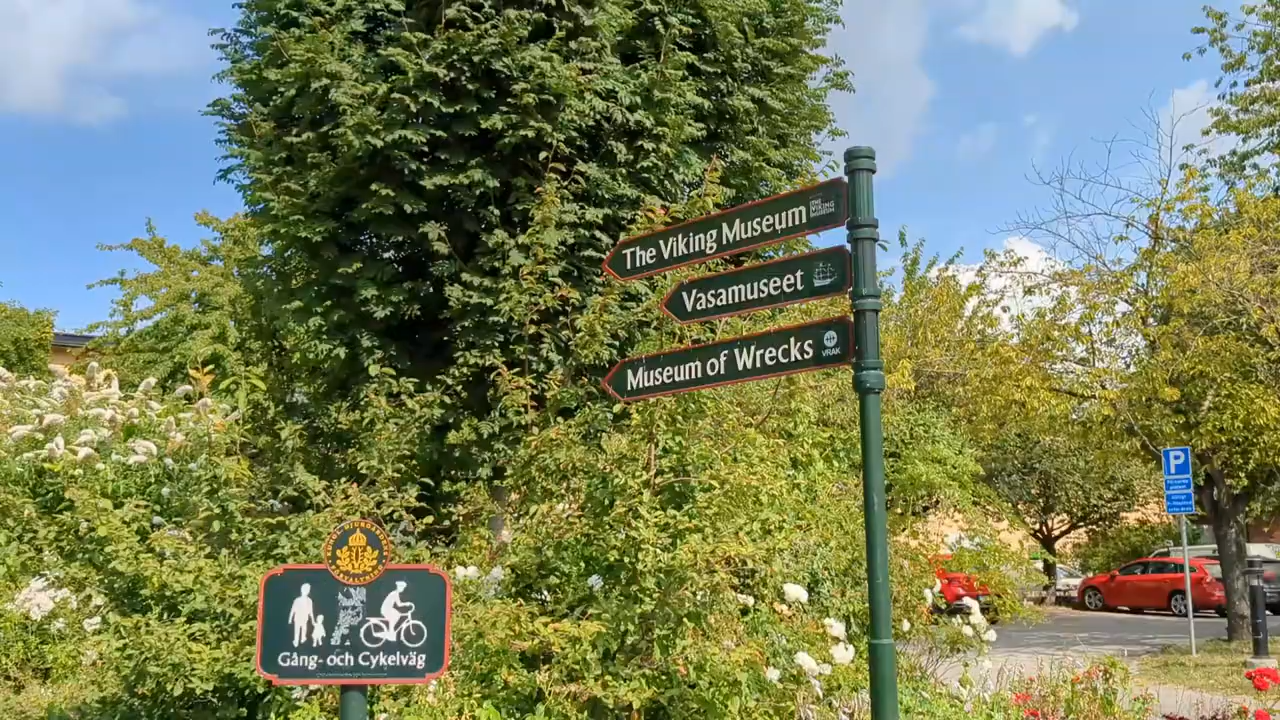 The Viking Museum
THE
VIKING
MUSEUM
Vasamuseet
Museum of Wrecks
VRAK
Gång- och Cykelväg
P